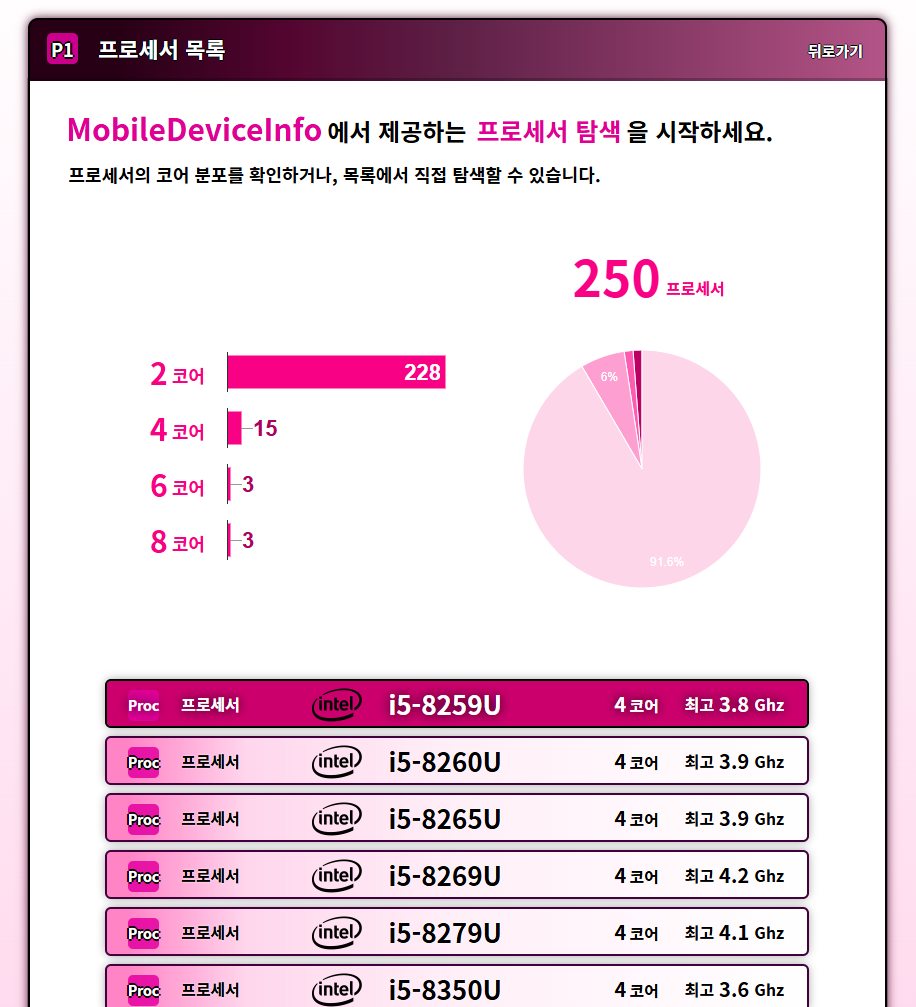 P1 프로세서 목록 뒤로가기
MobileDeviceInfo 에서 제공하는 프로세서 탐색 을 시작하세요.
프로세서의 코어 분포를 확인하거나, 목록에서 직접 탐색할 수 있습니다.
250 프로세서
2 코어 228
4 코어 15
6 코어 3
8 코어 3
6%
91.6%
Proc 프로세서 intel i5-8259U 4 코어 최고 3.8 Ghz
Proc 프로세서 intel i5-8260U 4 코어 최고 3.9 Ghz
Proc 프로세서 intel i5-8265U 4 코어 최고 3.9 Ghz
Proc 프로세서 intel i5-8269U 4 코어 최고 4.2 Ghz
Proc 프로세서 intel i5-8279U 4 코어 최고 4.1 Ghz
Proc 프로세서 intel i5-8350U 4 코어 최고 3.6 Ghz